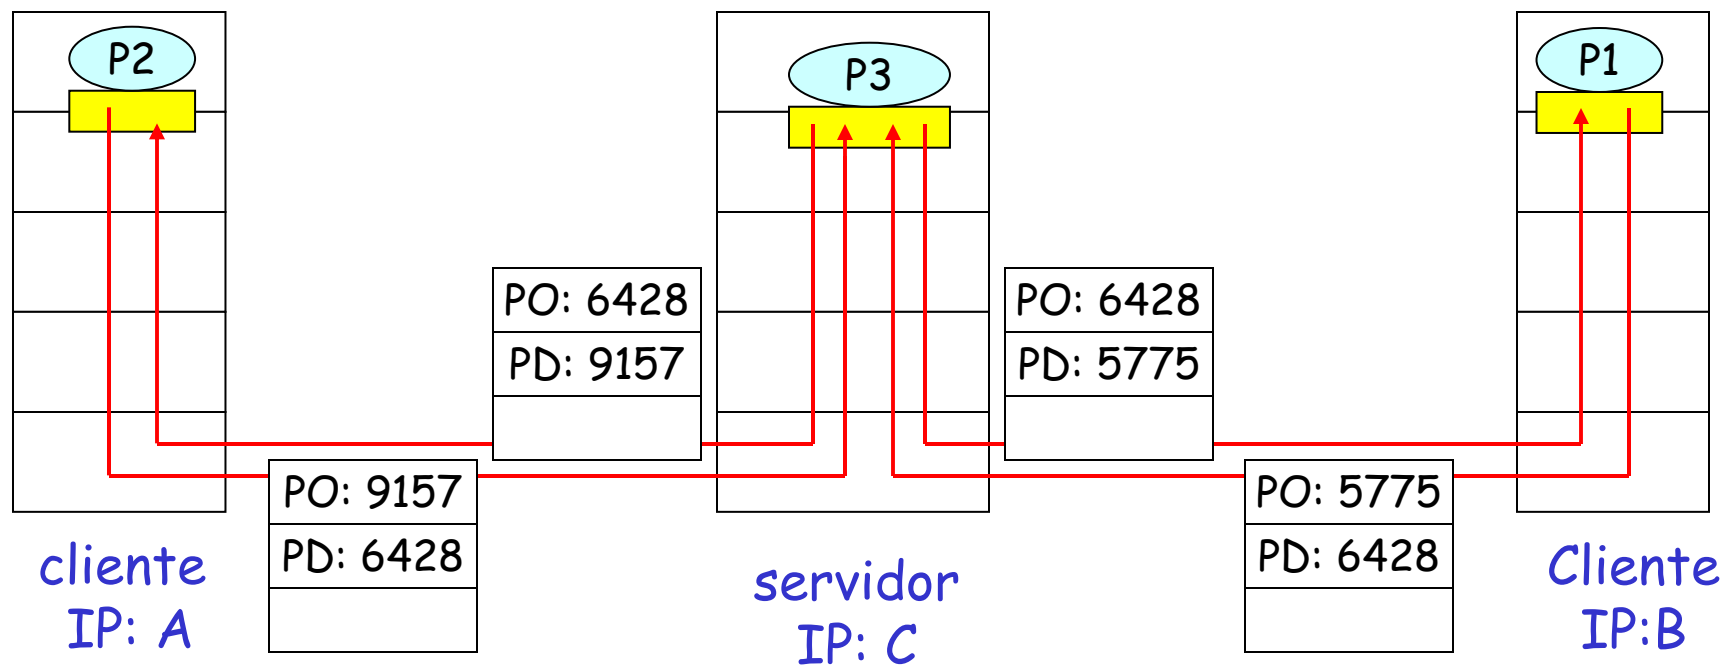 P2
P3
P1
PO: 6428
PD: 9157
PO: 6428
PD: 5775
PO: 9157
PD: 6428
PO: 5775
PD: 6428
cliente
IP: A
servidor
IP: C
Cliente
IP:B